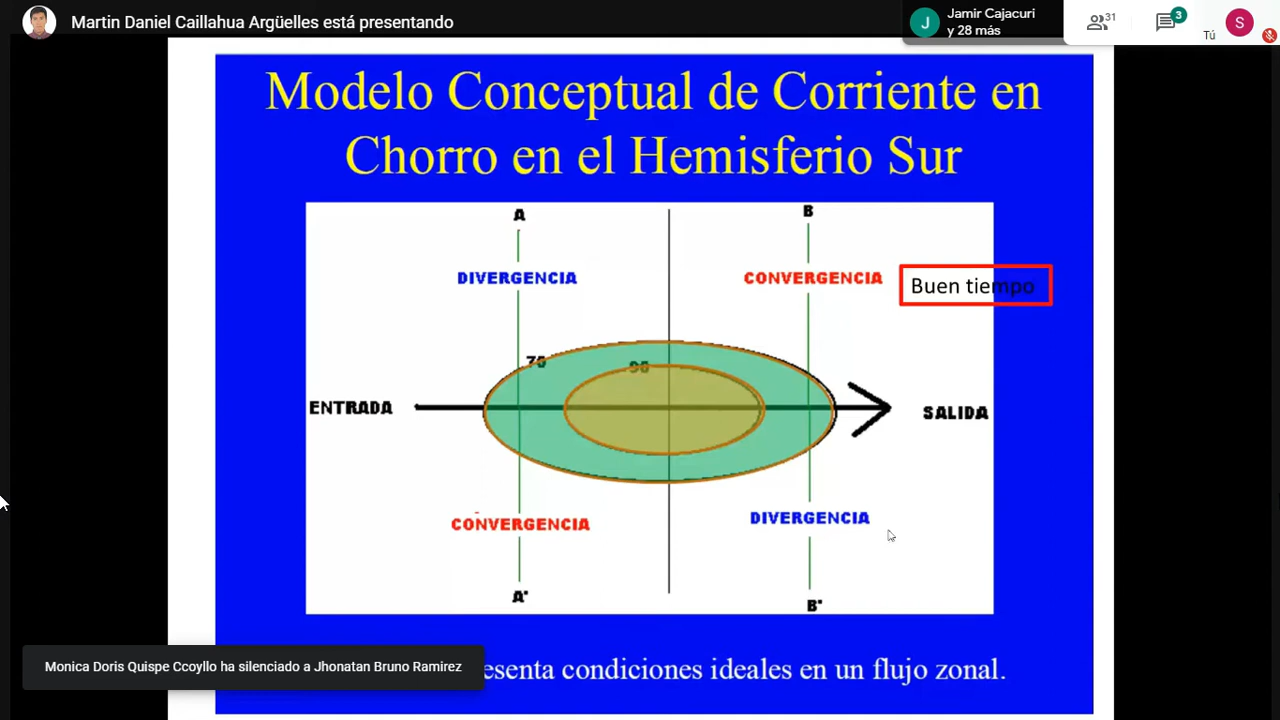 Martin Daniel Caillahua Argüelles está presentando
J
Jamir Cajacuri
y 28 más
31
3
Tú
S
Modelo Conceptual de Corriente en
Chorro en el Hemisferio Sur
A
B
DIVERGENCIA
CONVERGENCIA
Buen tiempo
70
90
ENTRADA
SALIDA
CONVERGENCIA
DIVERGENCIA
A'
B'
Monica Doris Quispe Ccoyllo ha silenciado a Jhonatan Bruno Ramirez
esenta condiciones ideales en un flujo zonal.